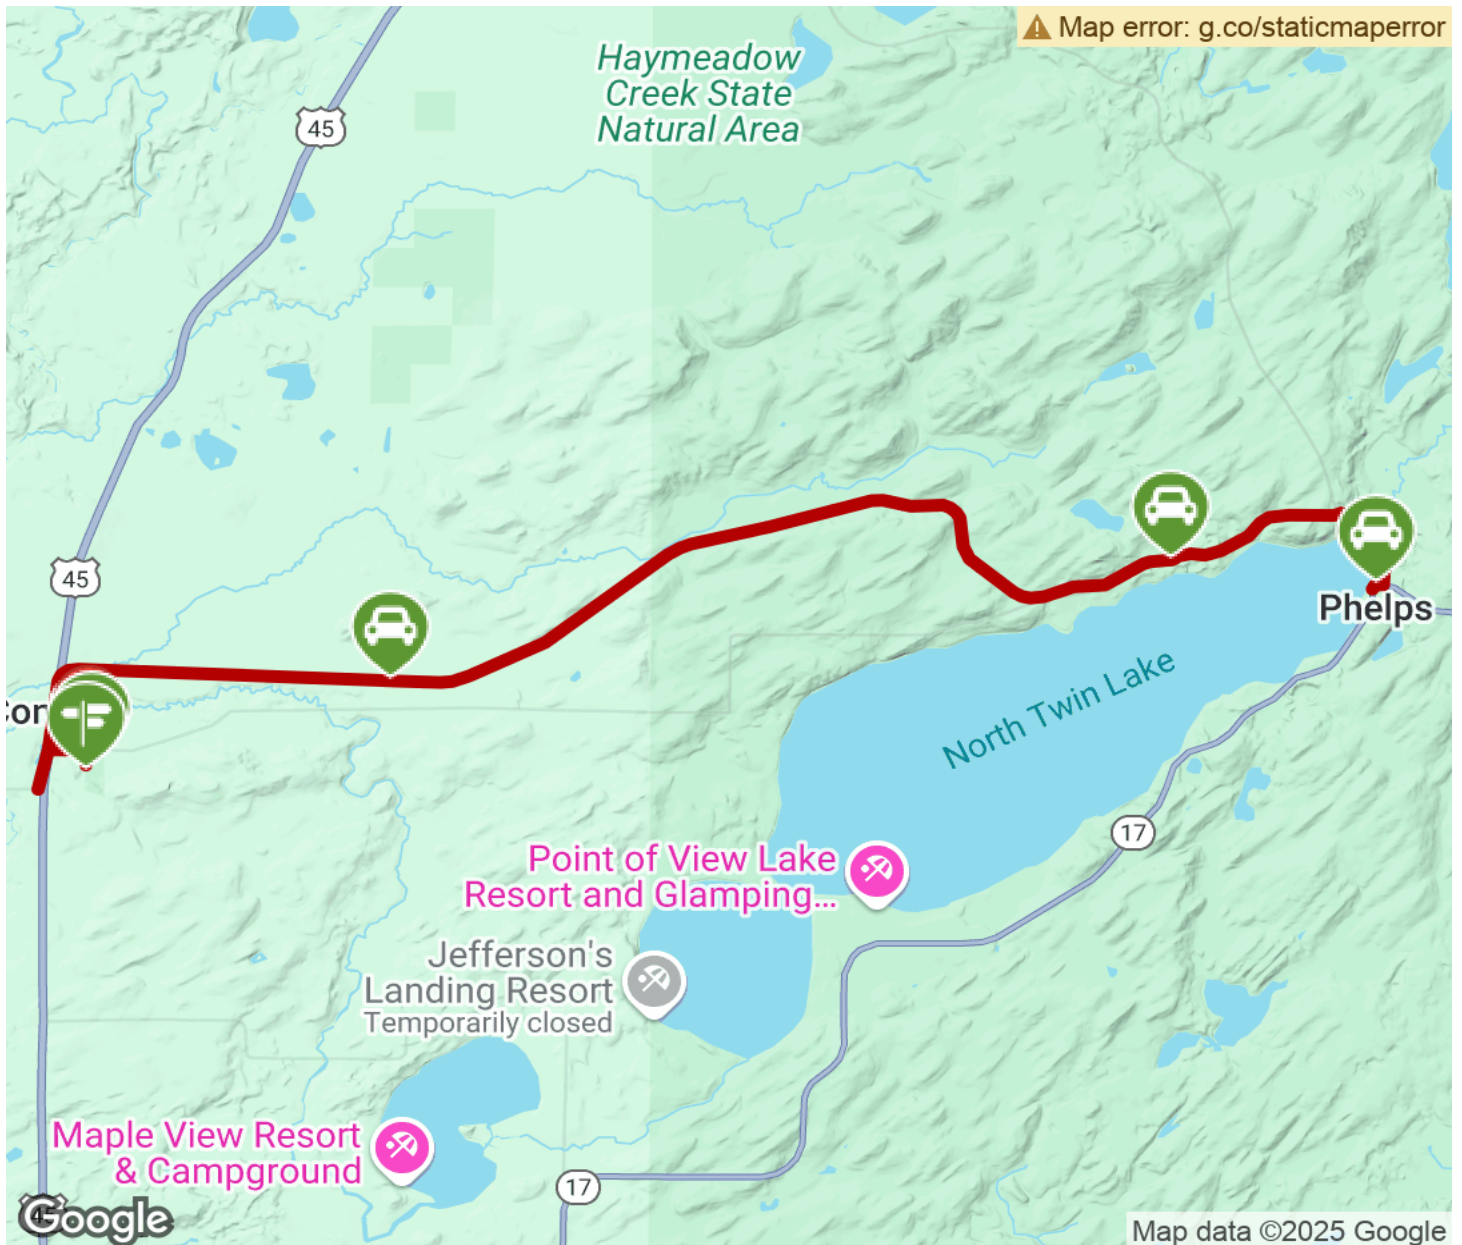 Map error: g.co/staticmaperror
Haymeadow
Creek State
Natural Area
45
45
Con
Phelps
North Twin Lake
17
Point of View Lake
Resort and Glamping...
Jefferson's
Landing Resort
Temporarily closed
Maple View Resort
& Campground
17
45
Google
Map data ©2025 Google